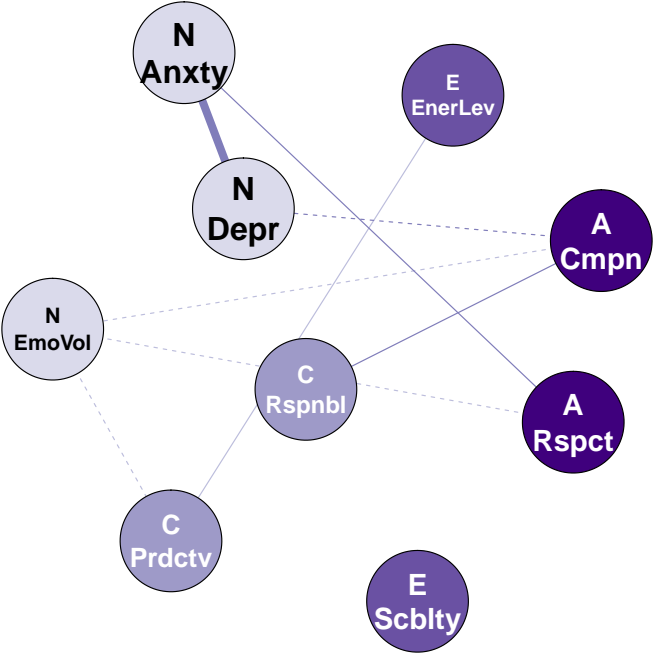 N
Anxty
E
EnerLev
N
Depr
A
Cmpn
N
EmoVol
C
Rspnbl
A
Rspct
C
Prdctv
E
Scblty